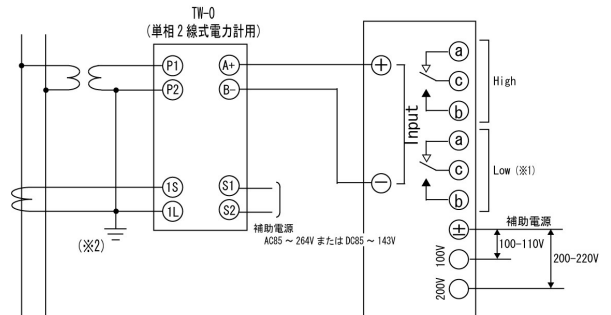 TW-0
(単相2線式電力計用)
P1
A+
P2
B-
1S
S1
1L
S2
(※2)
補助電源
AC85 ~ 264V または DC85 ~ 143V
+
-
Input
a
c
b
High
a
c
b
Low (※1)
±
補助電源
100V
100-110V
200V
200-220V